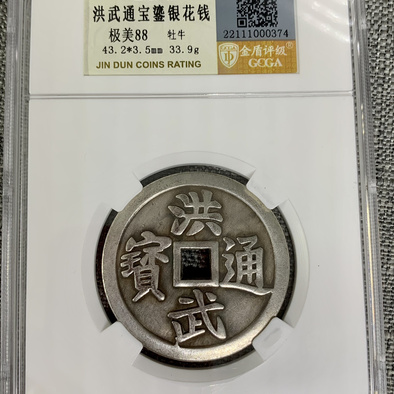 洪武通宝鎏银花钱
极美88 牡牛
43.2*3.5mm 33.9g
JIN DUN COINS RATING
金盾评级®
GCGA
22111000374
洪武通寶